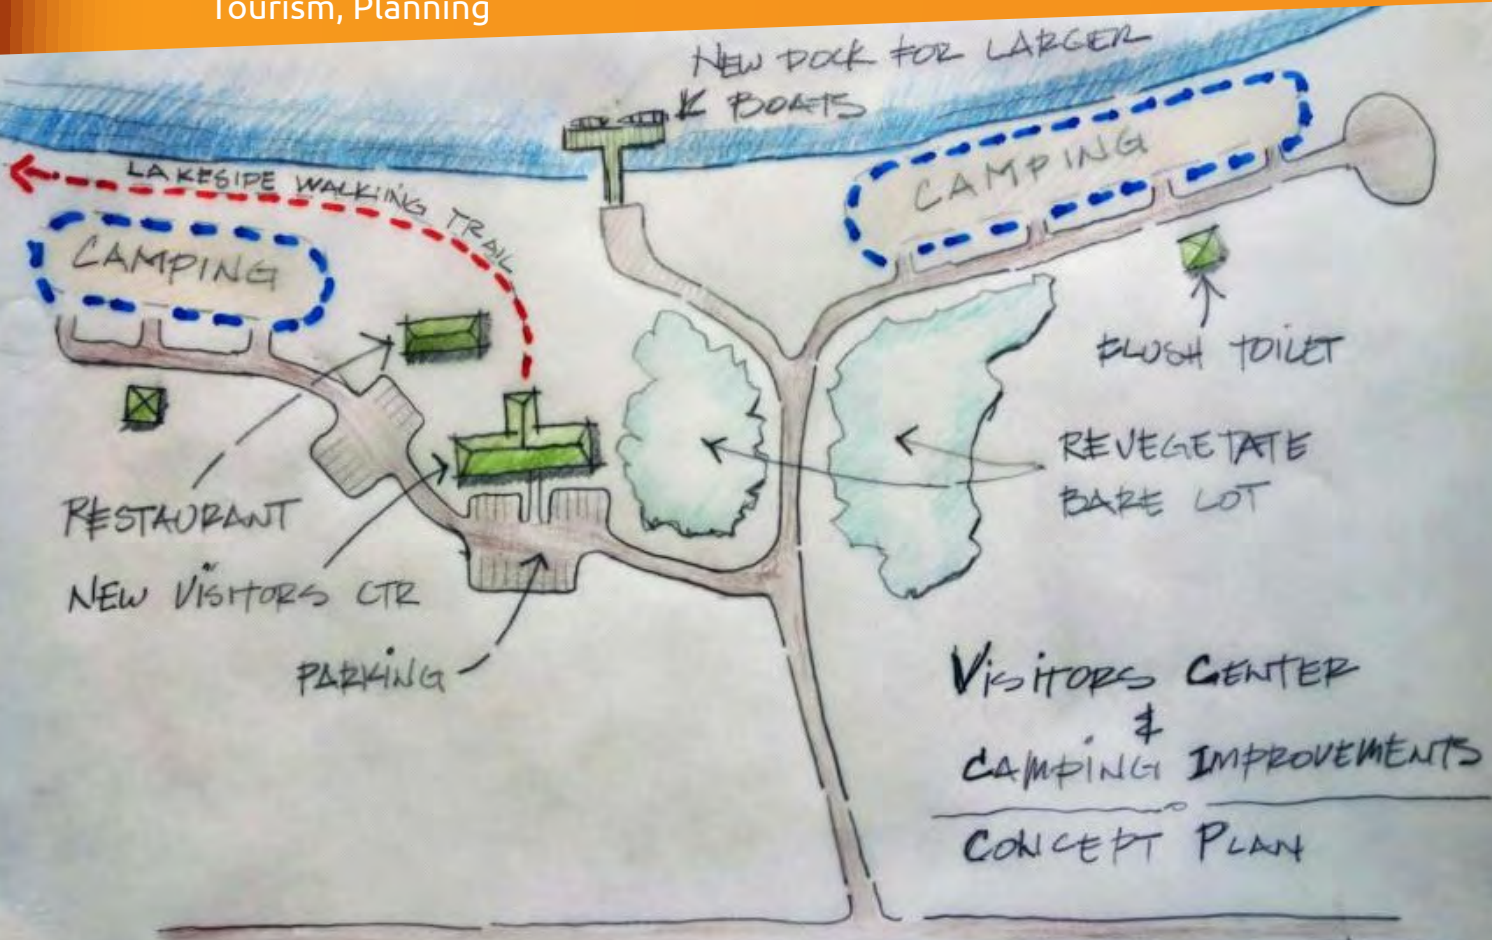 Tourism, Planning
NEW DOCK FOR LARGER
BOATS
LAKESIDE WALKING TRAIL
CAMPING
CAMPING
FLUSH TOILET
REVEGETATE
BARE LOT
RESTAURANT
NEW VISITORS CTR
PARKING
VISITORS CENTER
&
CAMPING IMPROVEMENTS
CONCEPT PLAN